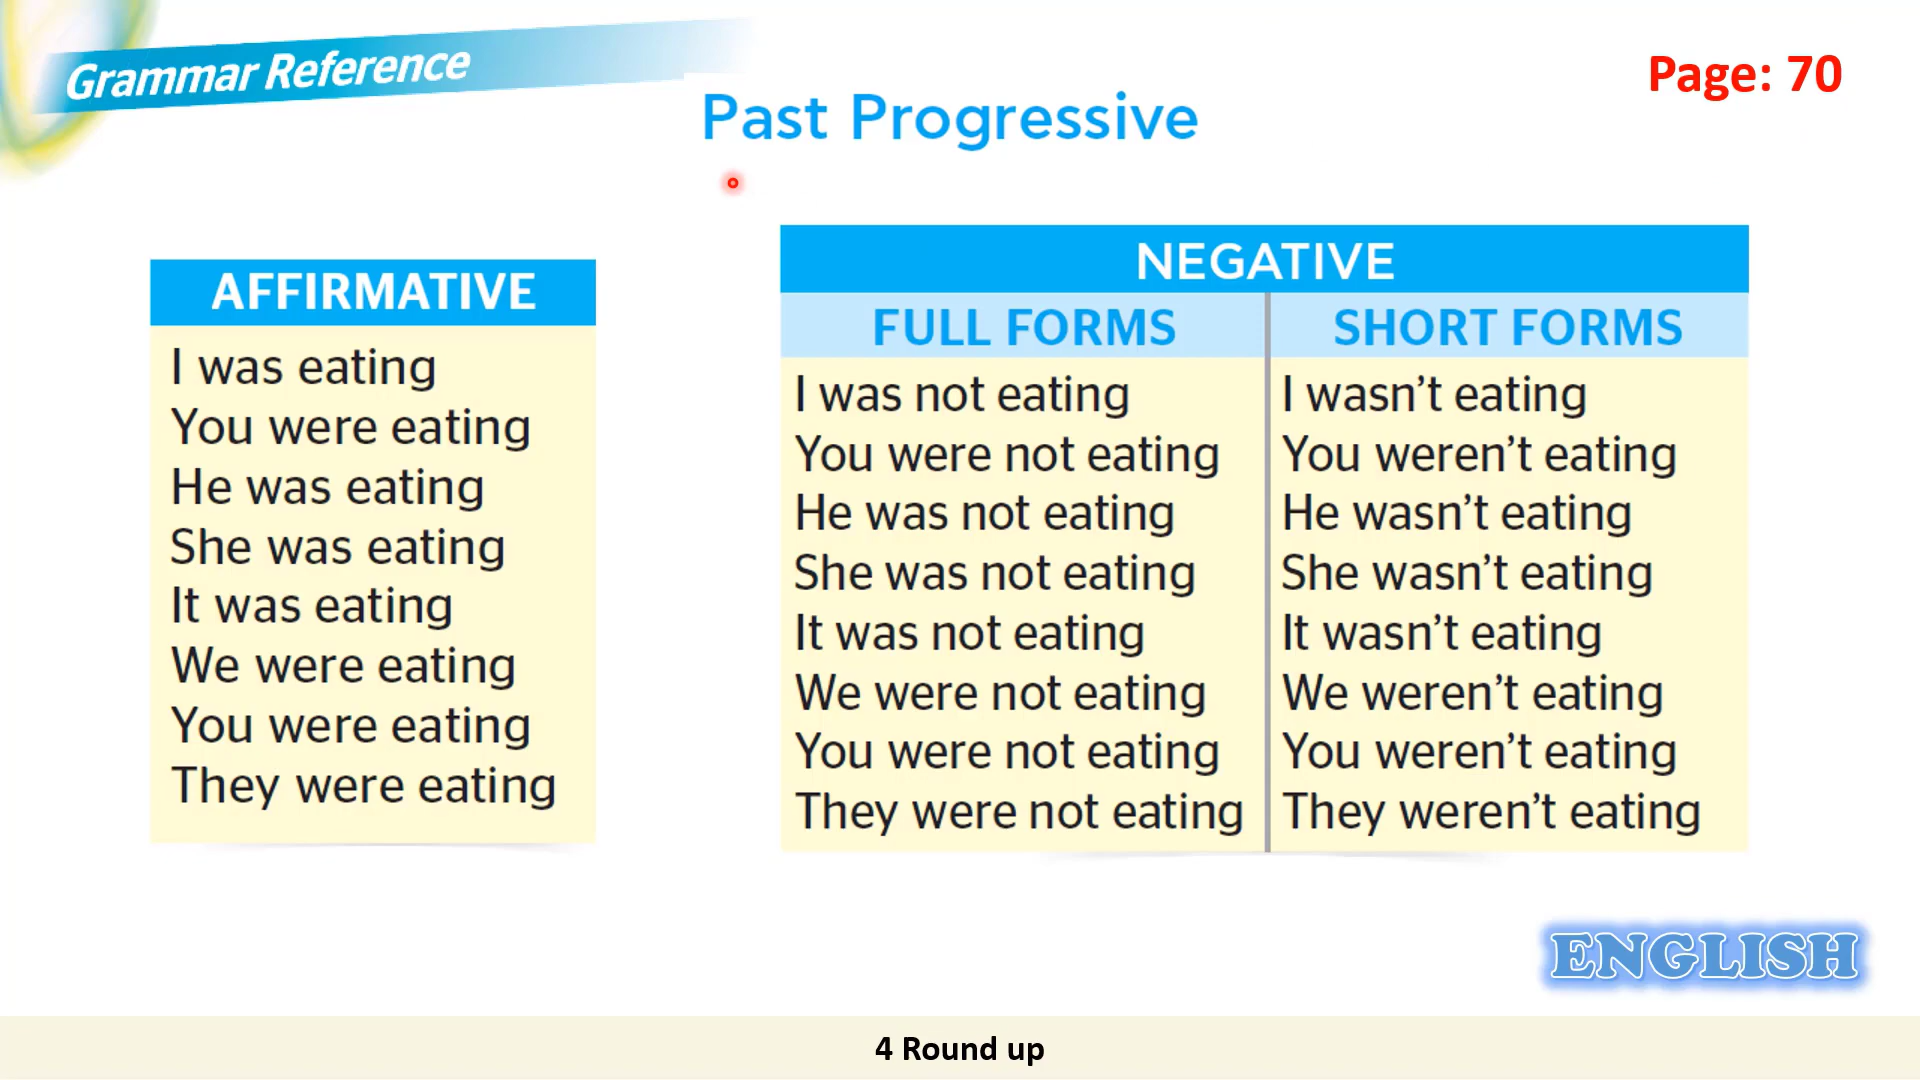 Grammar Reference
Page: 70
Past Progressive
AFFIRMATIVE
I was eating
You were eating
He was eating
She was eating
It was eating
We were eating
You were eating
They were eating
NEGATIVE
FULL FORMS
I was not eating
You were not eating
He was not eating
She was not eating
It was not eating
We were not eating
You were not eating
They were not eating
SHORT FORMS
I wasn’t eating
You weren’t eating
He wasn’t eating
She wasn’t eating
It wasn’t eating
We weren’t eating
You weren’t eating
They weren’t eating
ENGLISH
4 Round up